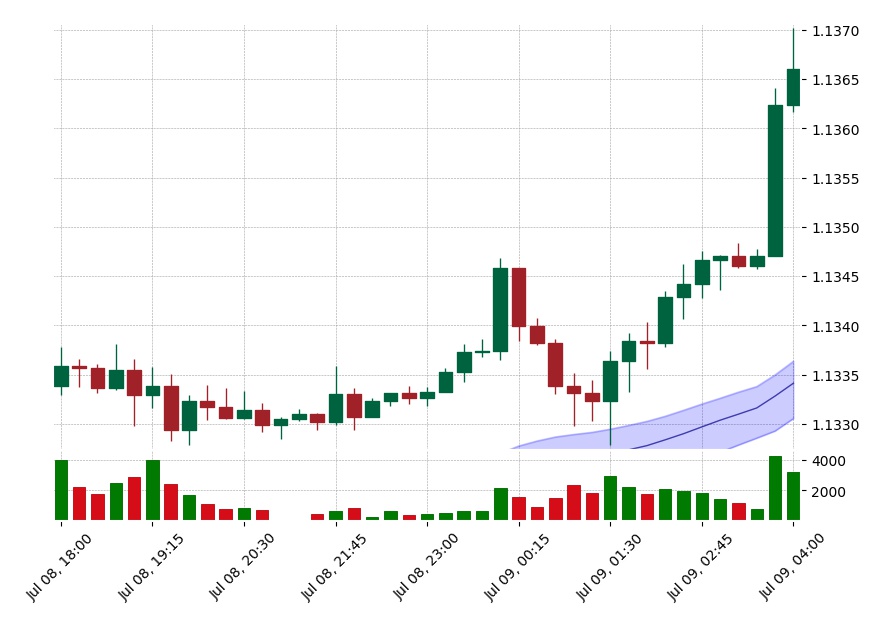 1.1370
1.1365
1.1360
1.1355
1.1350
1.1345
1.1340
1.1335
1.1330
4000
2000
Jul 08, 18:00
Jul 08, 19:15
Jul 08, 20:30
Jul 08, 21:45
Jul 08, 23:00
Jul 09, 00:15
Jul 09, 01:30
Jul 09, 02:45
Jul 09, 04:00